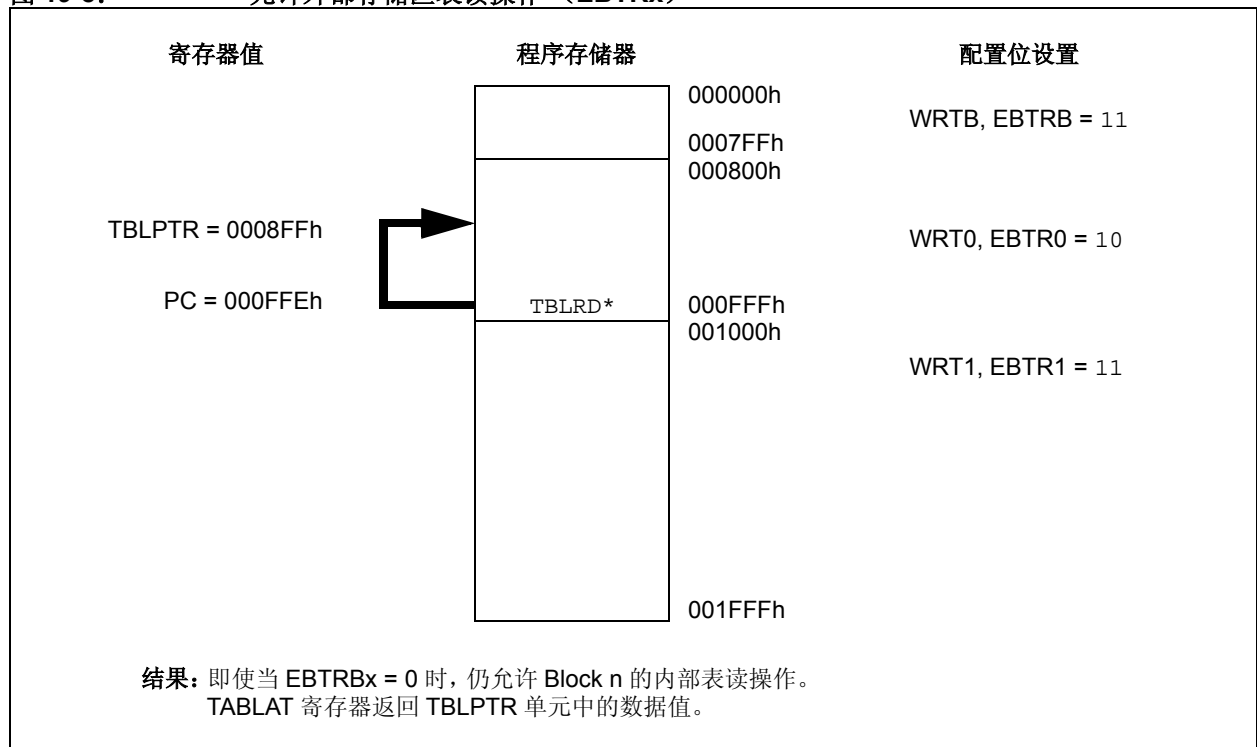 寄存器值 程序存储器 配置位设置
000000h
WRTB, EBTRB = 11
0007FFh
000800h
TBLPTR = 0008FFh
WRT0, EBTR0 = 10
PC = 000FFEh TBLRD* 000FFFh
001000h
WRT1, EBTR1 = 11
001FFFh
结果: 即使当 EBTRBx = 0 时，仍允许 Block n 的内部表读操作。
TABLAT 寄存器返回 TBLPTR 单元中的数据值。